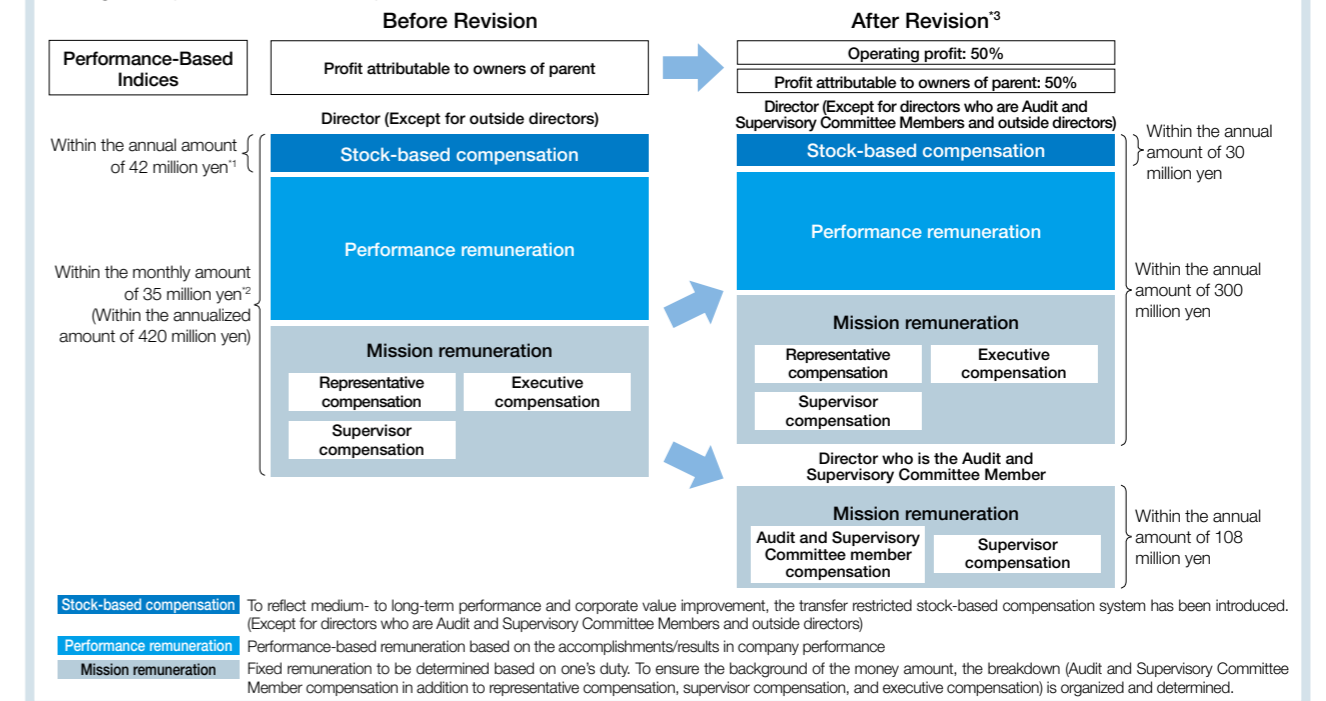 Before Revision
After Revision*3
Performance-Based
Indices
Profit attributable to owners of parent
Operating profit: 50%
Profit attributable to owners of parent: 50%
Director (Except for outside directors)
Director (Except for directors who are Audit and
Supervisory Committee Members and outside directors)
Within the annual amount
of 42 million yen*1
Stock-based compensation
Performance remuneration
Within the monthly amount
of 35 million yen*2
(Within the annualized
amount of 420 million yen)
Mission remuneration
Representative
compensation
Executive
compensation
Supervisor
compensation
Stock-based compensation
Within the annual
amount of 30
million yen
Performance remuneration
Within the annual
amount of 300
million yen
Mission remuneration
Representative
compensation
Executive
compensation
Supervisor
compensation
Director who is the Audit and
Supervisory Committee Member
Mission remuneration
Audit and Supervisory
Committee member
compensation
Supervisor
compensation
Within the annual
amount of 108
million yen
Stock-based compensation To reflect medium- to long-term performance and corporate value improvement, the transfer restricted stock-based compensation system has been introduced.
(Except for directors who are Audit and Supervisory Committee Members and outside directors)
Performance remuneration Performance-based remuneration based on the accomplishments/results in company performance
Mission remuneration Fixed remuneration to be determined based on one's duty. To ensure the background of the money amount, the breakdown (Audit and Supervisory Committee
Member compensation in addition to representative compensation, supervisor compensation, and executive compensation) is organized and determined.